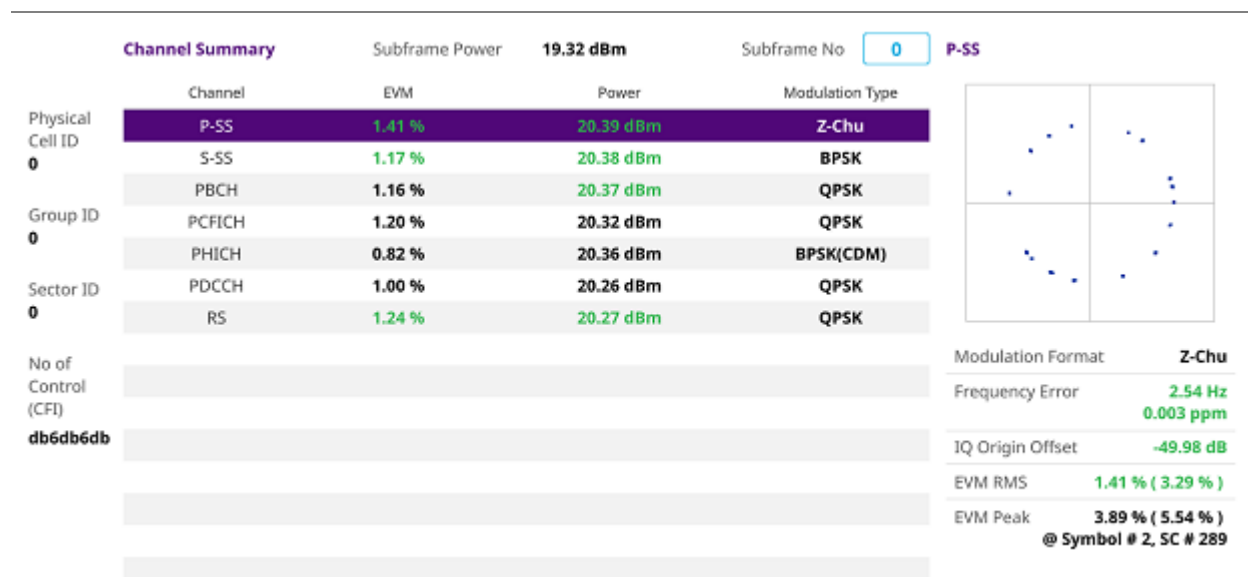 Channel Summary Subframe Power 19.32 dBm Subframe No 0 P-SS
Channel EVM Power Modulation Type
Physical
Cell ID
0
Group ID
0
Sector ID
0
No of
Control
(CFI)
db6db6db
P-SS 1.41 % 20.39 dBm Z-Chu
S-SS 1.17 % 20.38 dBm BPSK
PBCH 1.16 % 20.37 dBm QPSK
PCFICH 1.20 % 20.32 dBm QPSK
PHICH 0.82 % 20.36 dBm BPSK(CDM)
PDCCH 1.00 % 20.26 dBm QPSK
RS 1.24 % 20.27 dBm QPSK
Modulation Format Z-Chu
Frequency Error 2.54 Hz
0.003 ppm
IQ Origin Offset -49.98 dB
EVM RMS 1.41 % ( 3.29 % )
EVM Peak 3.89 % ( 5.54 % )
@ Symbol # 2, SC # 289